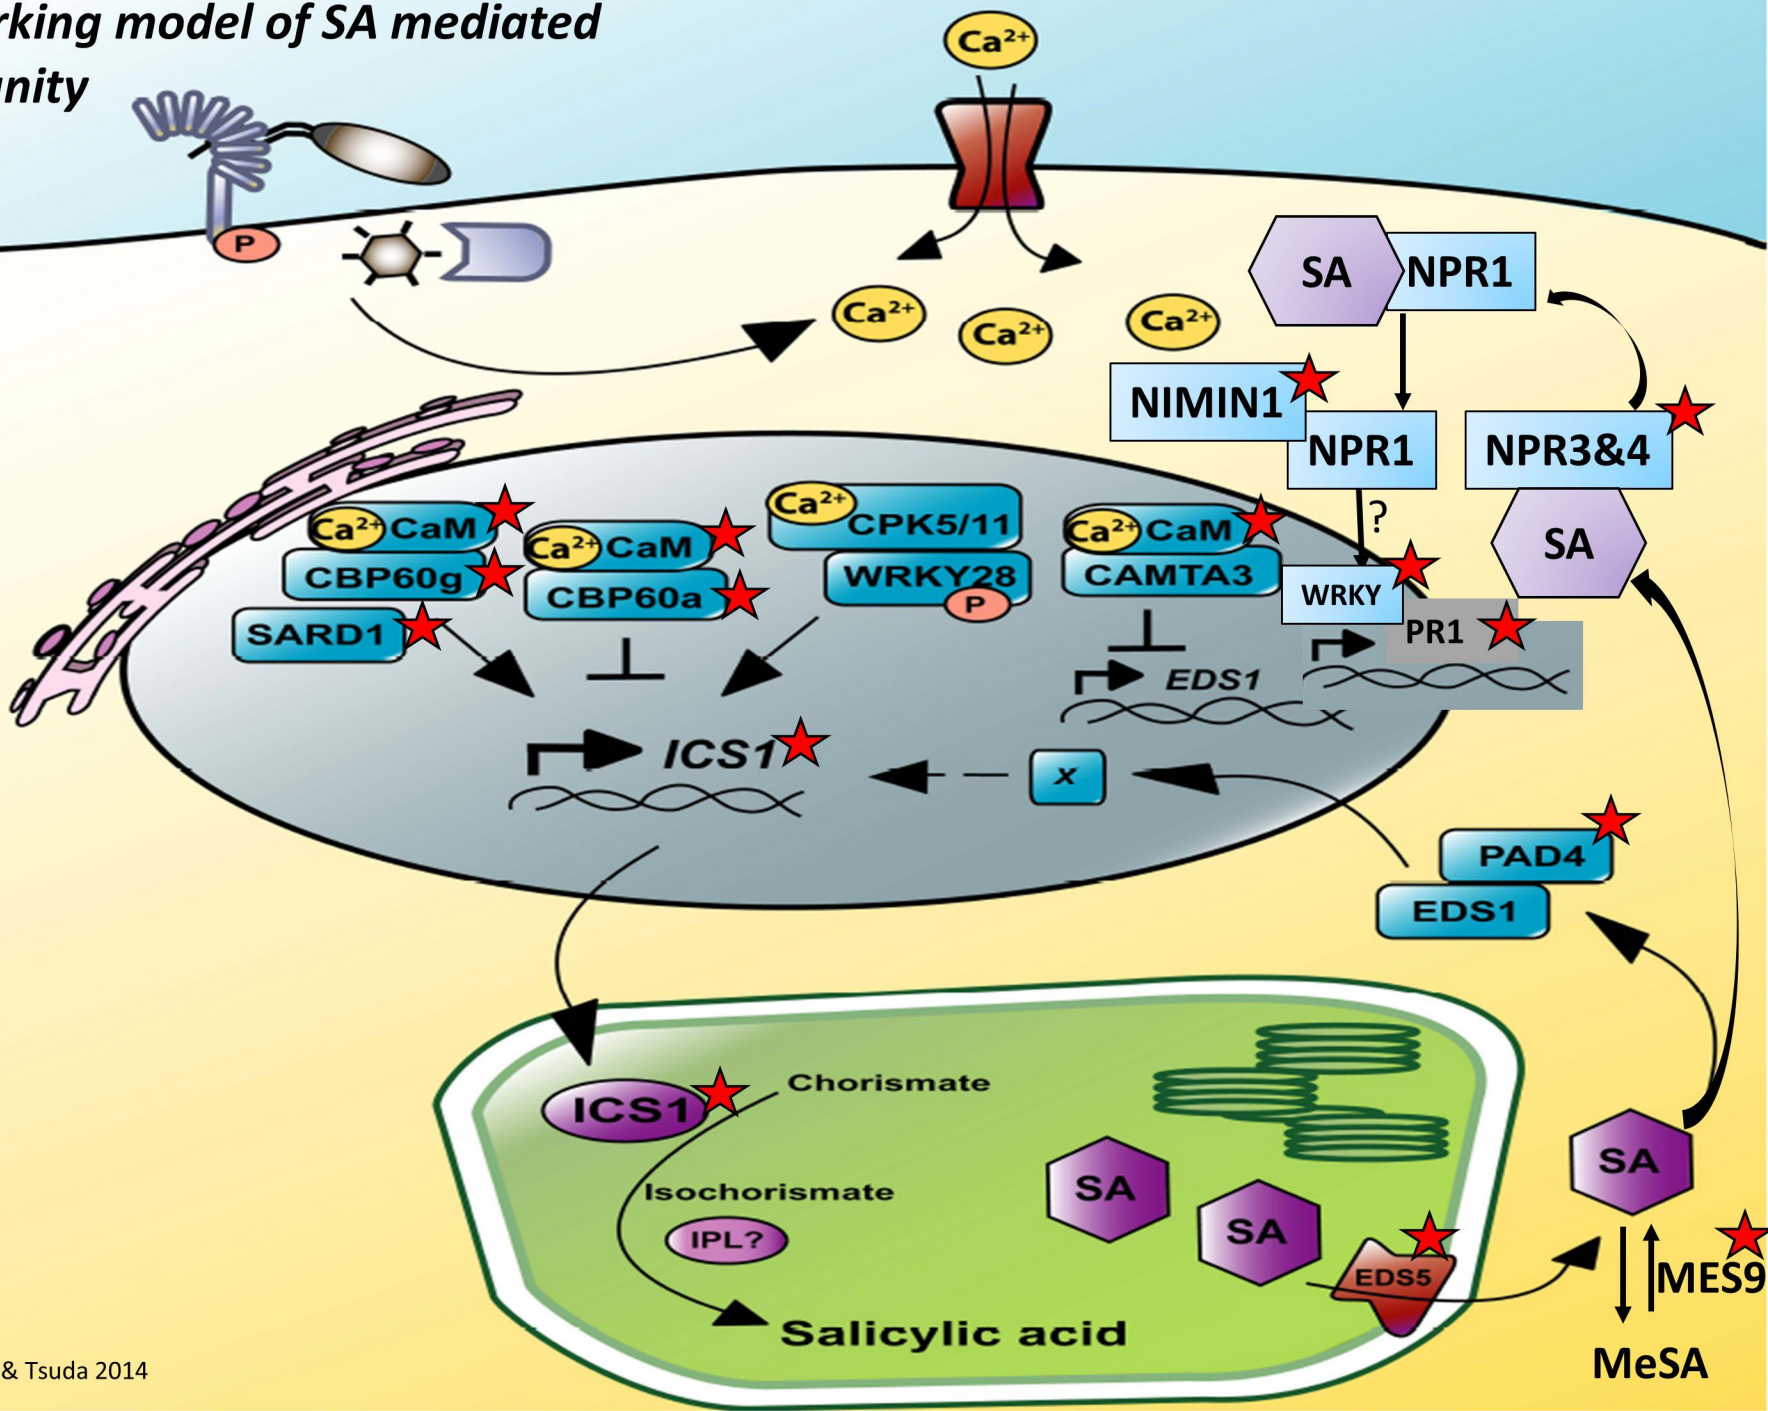 rking model of SA mediated
unity
Ca²⁺
P
Ca²⁺
Ca²⁺
Ca²⁺
SA
NPR1
NIMIN1
NPR1
NPR3&4
SA
?
Ca²⁺ CaM
CBP60g
SARD1
Ca²⁺ CaM
CBP60a
Ca²⁺
CPK5/11
WRKY28
P
Ca²⁺ CaM
CAMTA3
WRKY
PR1
EDS1
ICS1
x
PAD4
EDS1
ICS1
Chorismate
Isochorismate
IPL?
Salicylic acid
SA
SA
EDS5
SA
MES9
MeSA
& Tsuda 2014